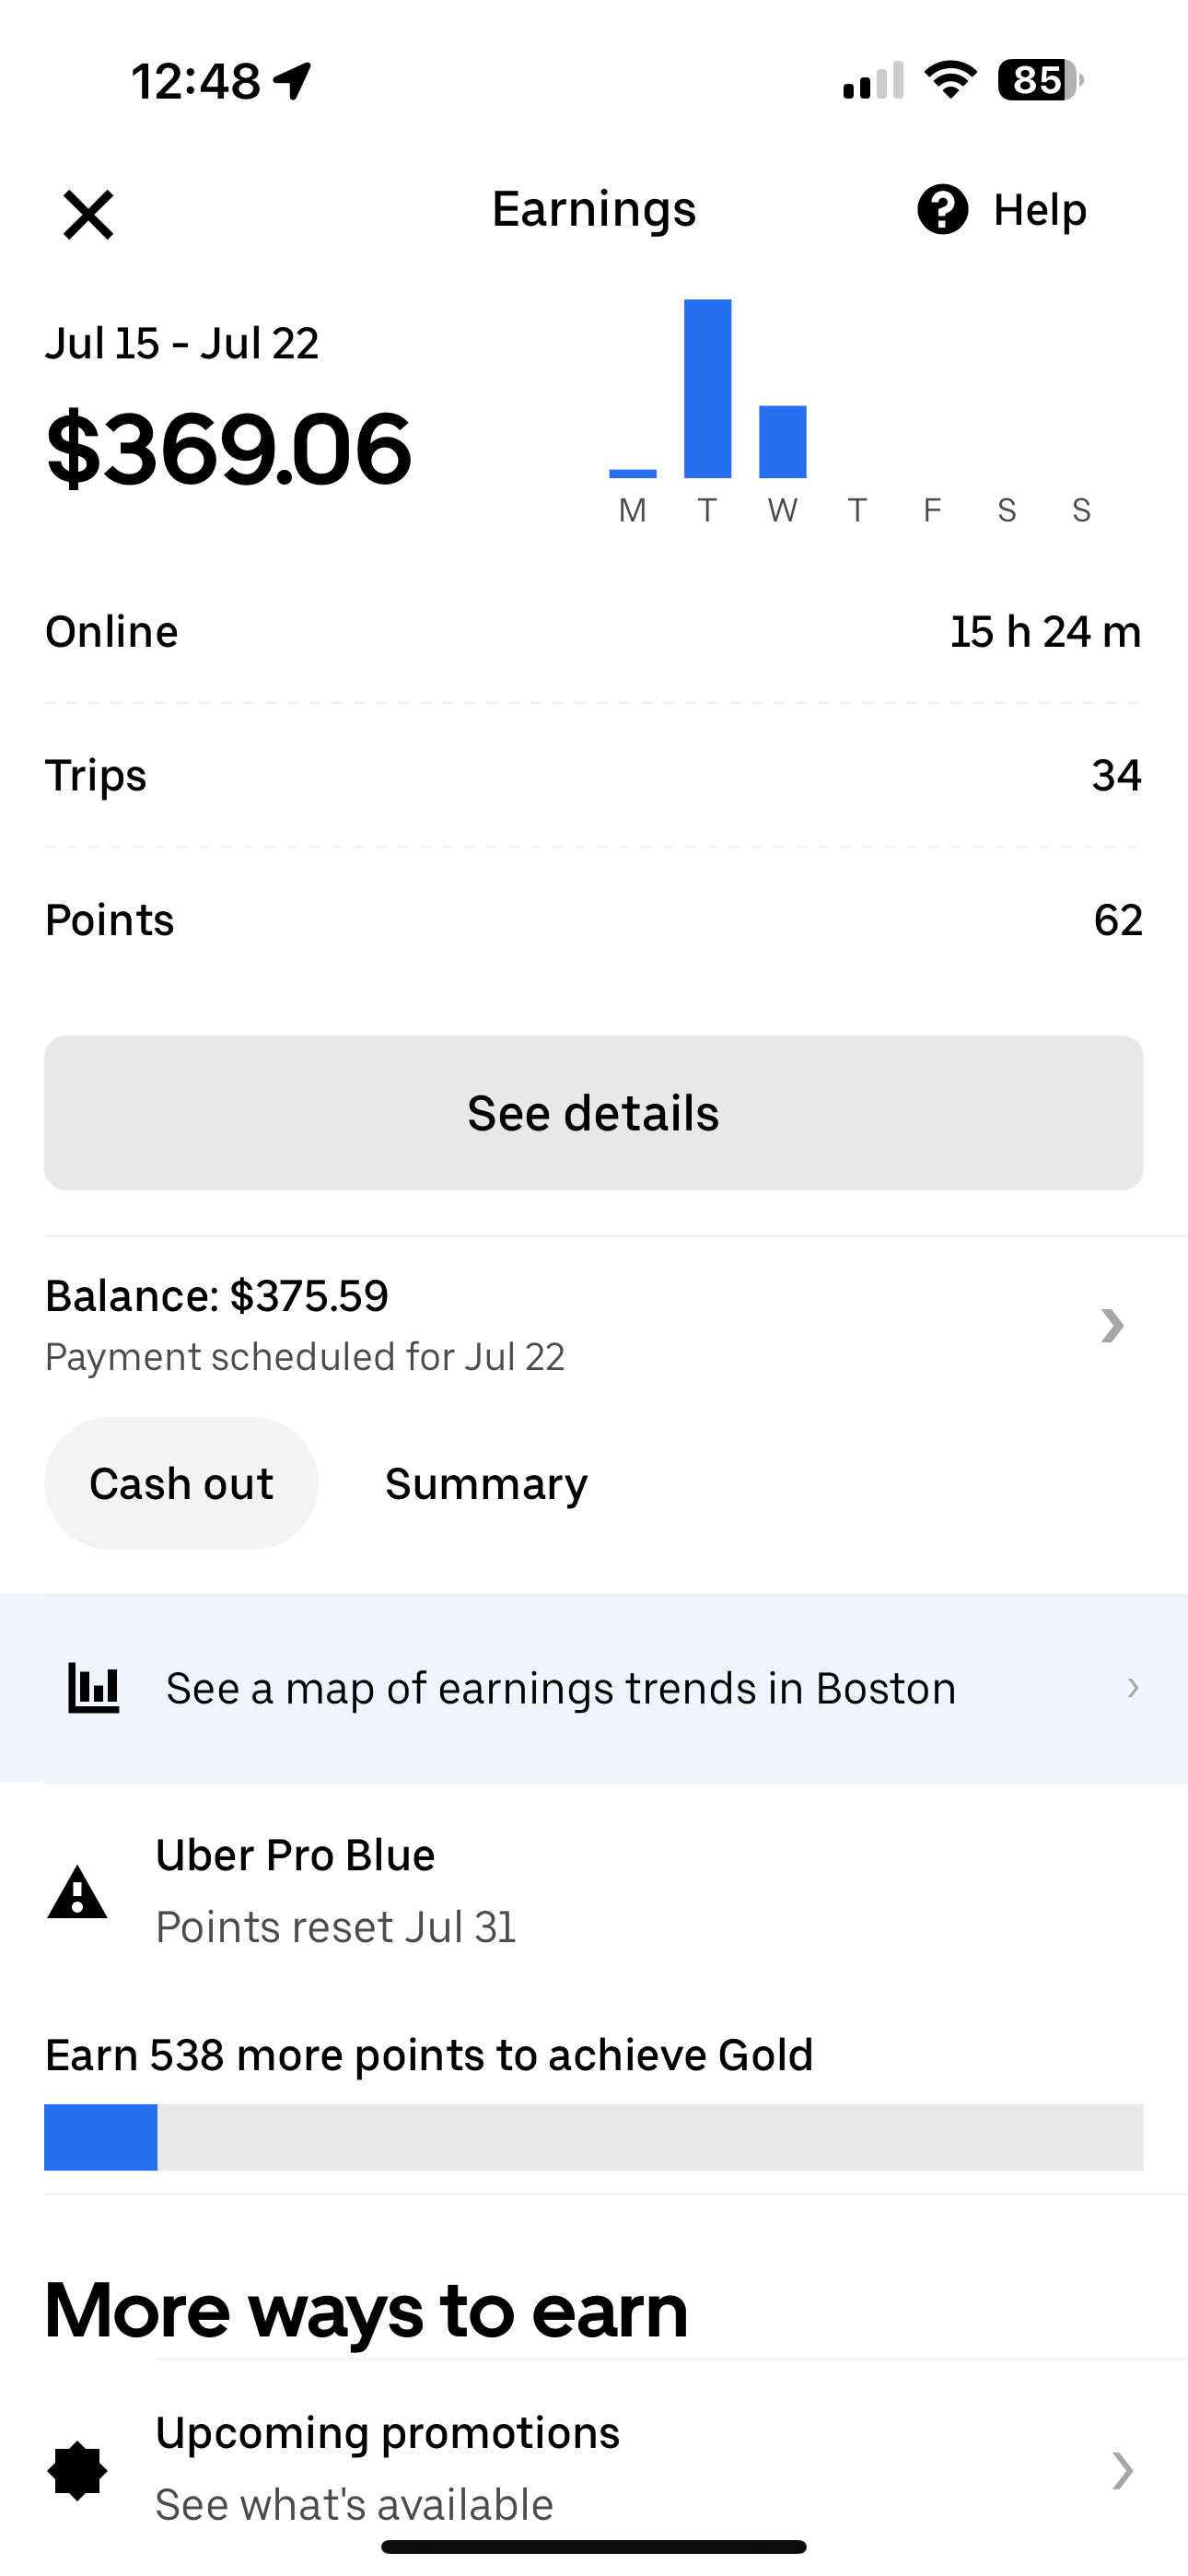 12:48
85
Earnings
Help
Jul 15 - Jul 22
$369.06
M T W T F S S
Online 15 h 24 m
Trips 34
Points 62
See details
Balance: $375.59
Payment scheduled for Jul 22
Cash out Summary
See a map of earnings trends in Boston
Uber Pro Blue
Points reset Jul 31
Earn 538 more points to achieve Gold
More ways to earn
Upcoming promotions
See what's available